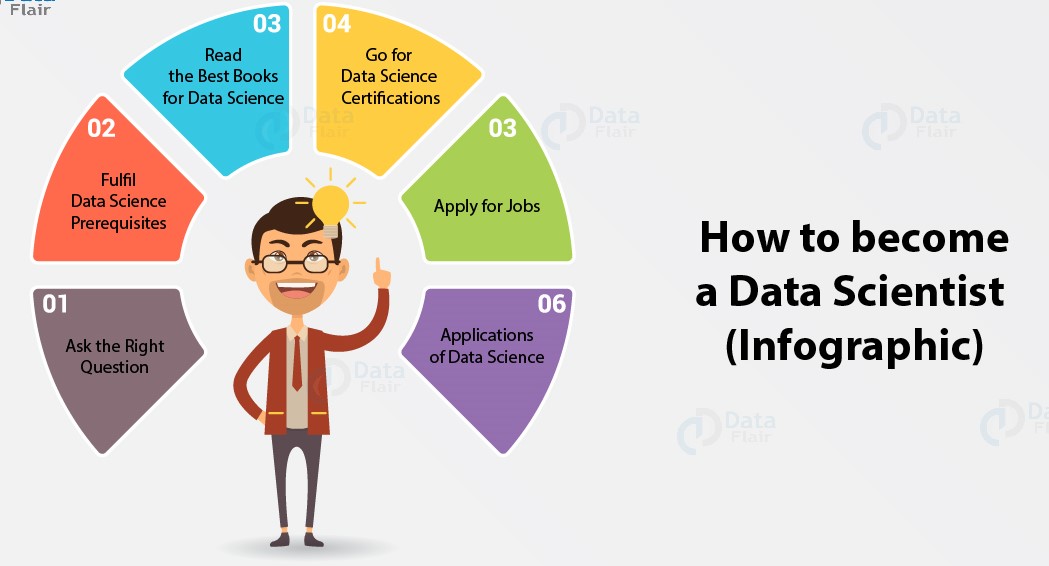 Flair
03
Read
the Best Books
for Data Science
04
Go for
Data Science
Certifications
02
Fulfil
Data Science
Prerequisites
03
Apply for Jobs
01
Ask the Right
Question
06
Applications
of Data Science
How to become
a Data Scientist
(Infographic)
Data
Flair
Data
Flair
Data
Flair
Data
Flair
Data
Flair